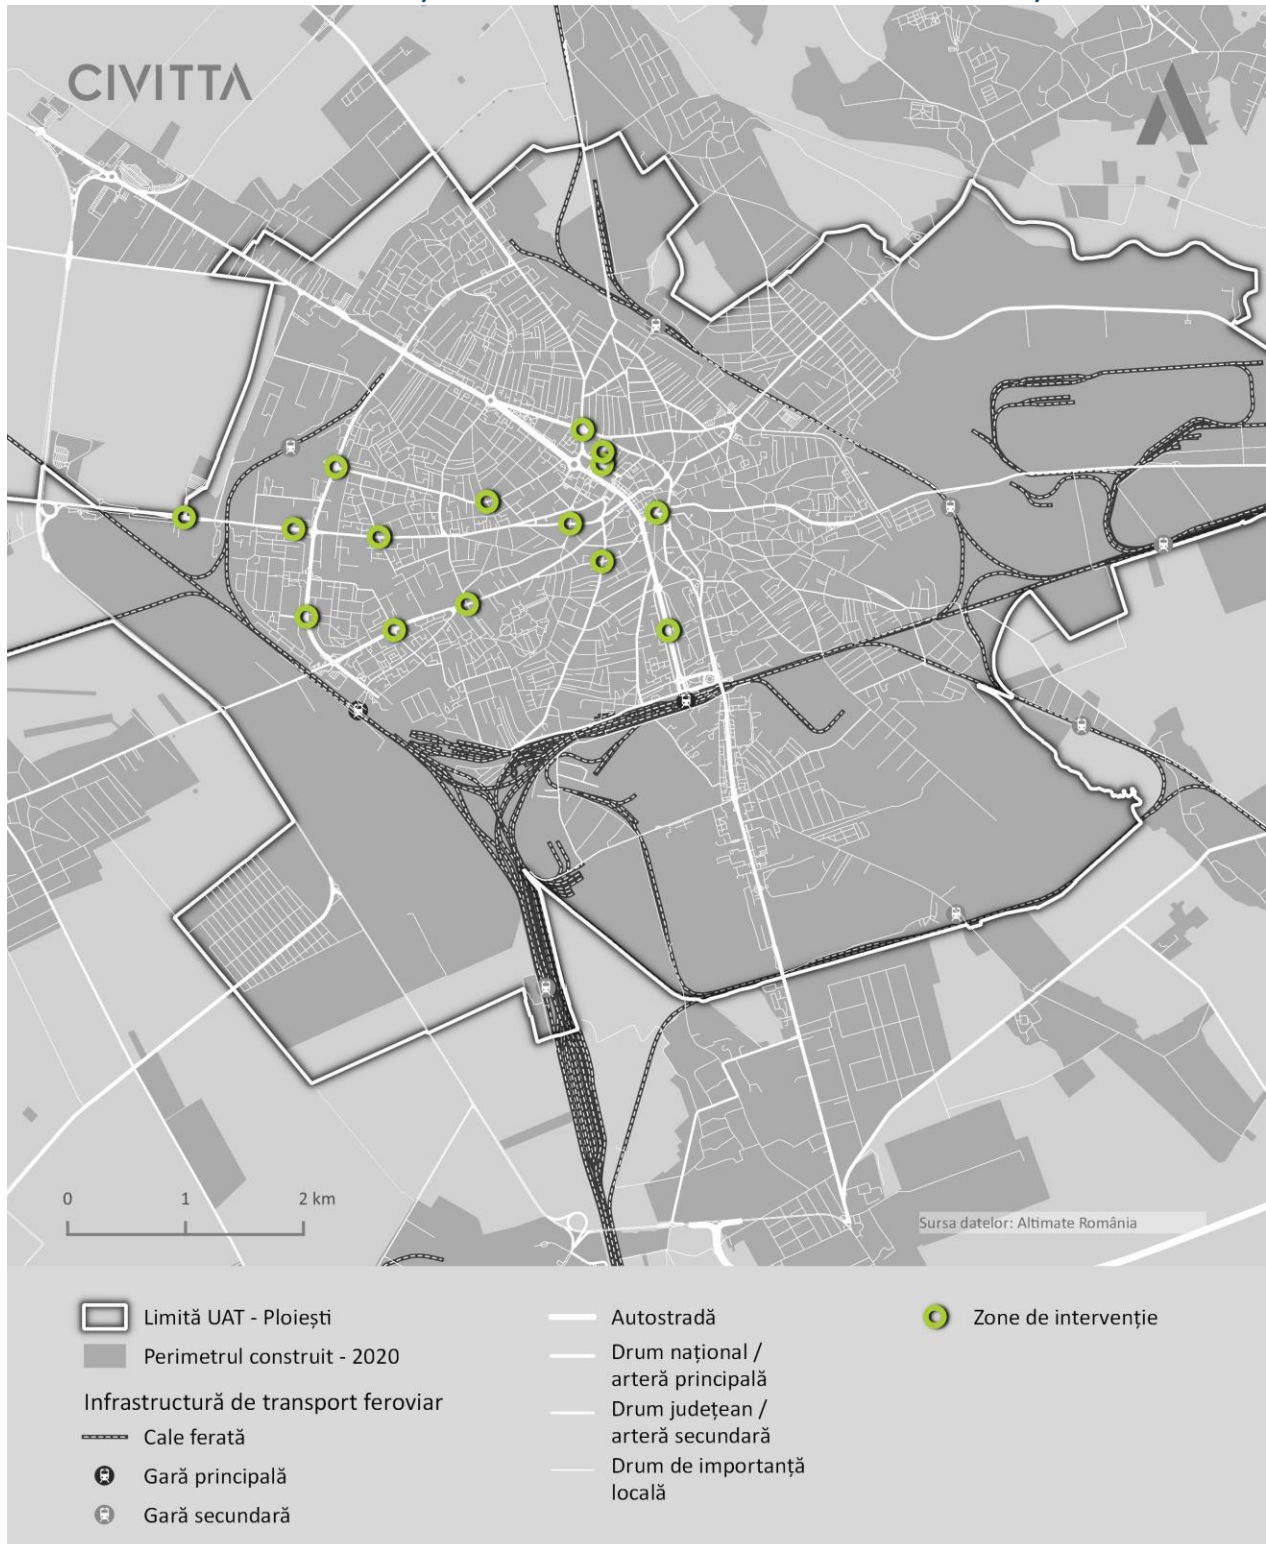 CIVITTA
0 1 2 km
Sursa datelor: Altimate România
Limită UAT - Ploiești
Perimetrul construit - 2020
Infrastructură de transport feroviar
Cale ferată
Gară principală
Gară secundară
Autostradă
Drum național /
arteră principală
Drum județean /
arteră secundară
Drum de importanță
locală
Zone de intervenție